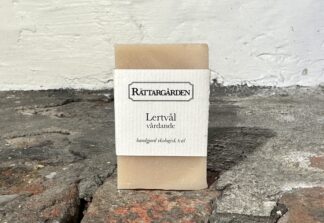 RÄTTARGÅRDEN
Lertvål
vårdande
handgjord ekologisk tvål